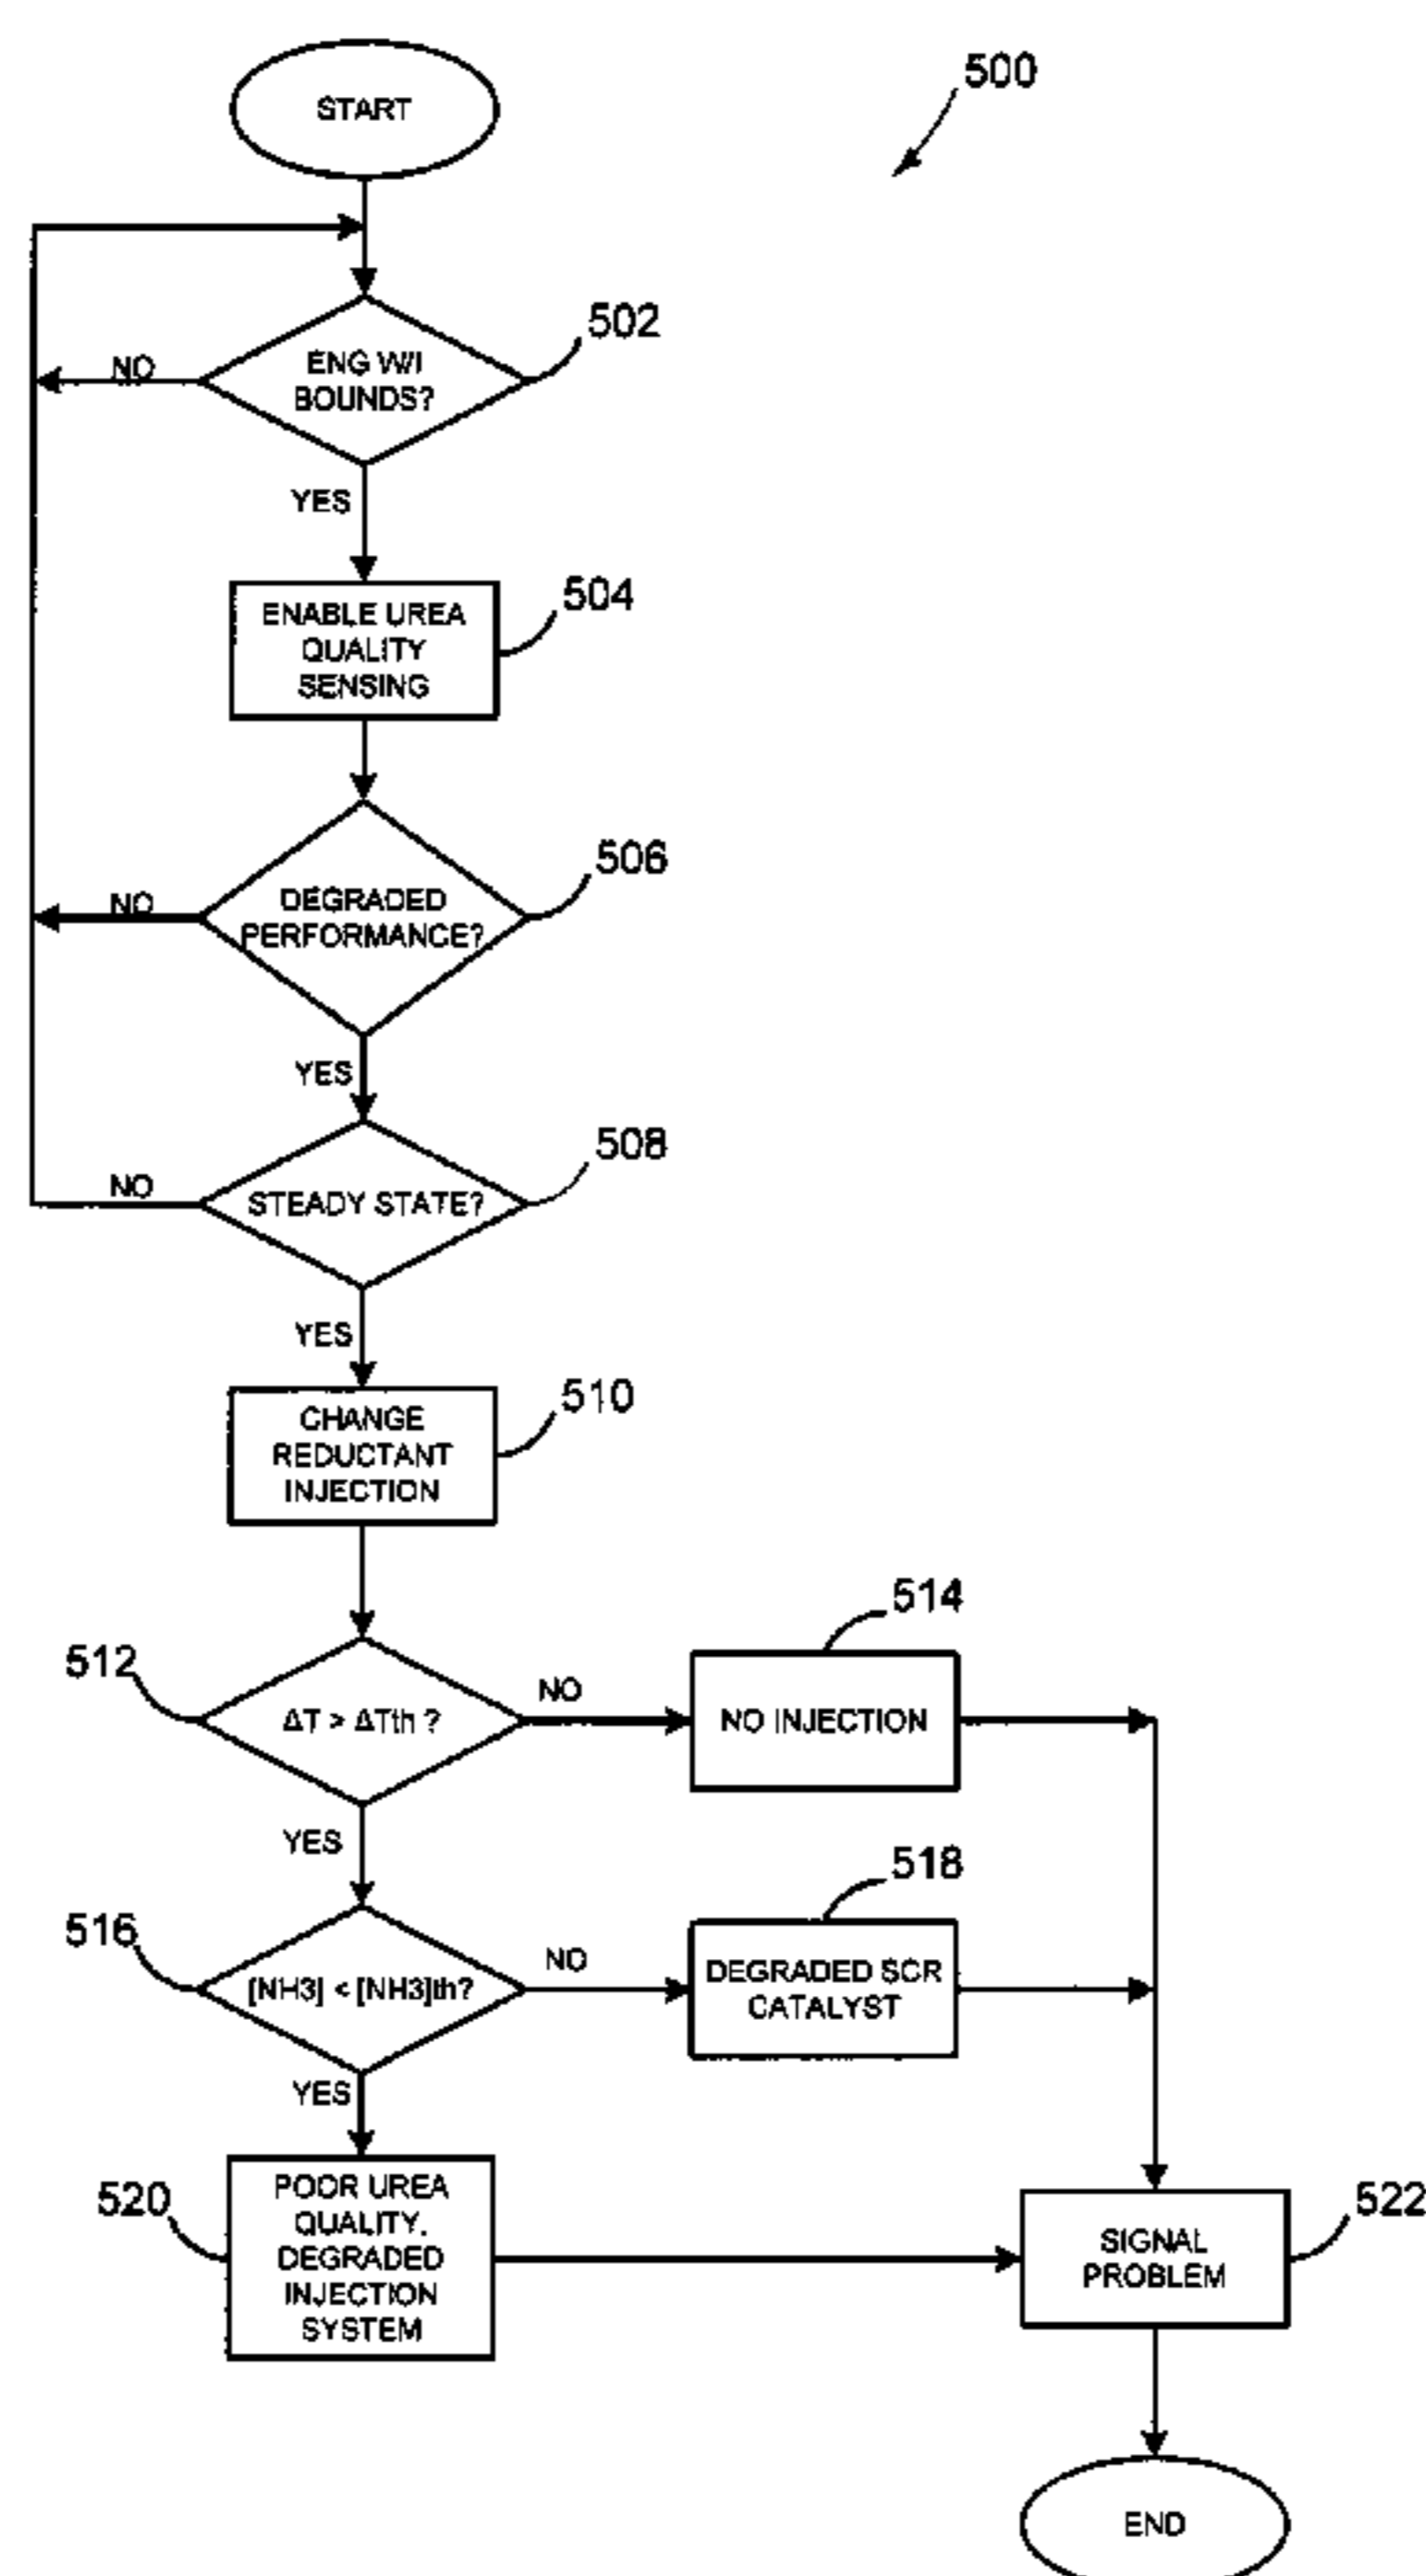 START
500
502
ENG W/I
BOUNDS?
NO
YES
504
ENABLE UREA
QUALITY
SENSING
506
DEGRADED
PERFORMANCE?
NO
YES
508
STEADY STATE?
NO
YES
510
CHANGE
REDUCTANT
INJECTION
512
ΔT > ΔTth ?
NO
514
NO INJECTION
YES
516
[NH3] < [NH3]th?
NO
518
DEGRADED SCR
CATALYST
YES
520
POOR UREA
QUALITY,
DEGRADED
INJECTION
SYSTEM
522
SIGNAL
PROBLEM
END